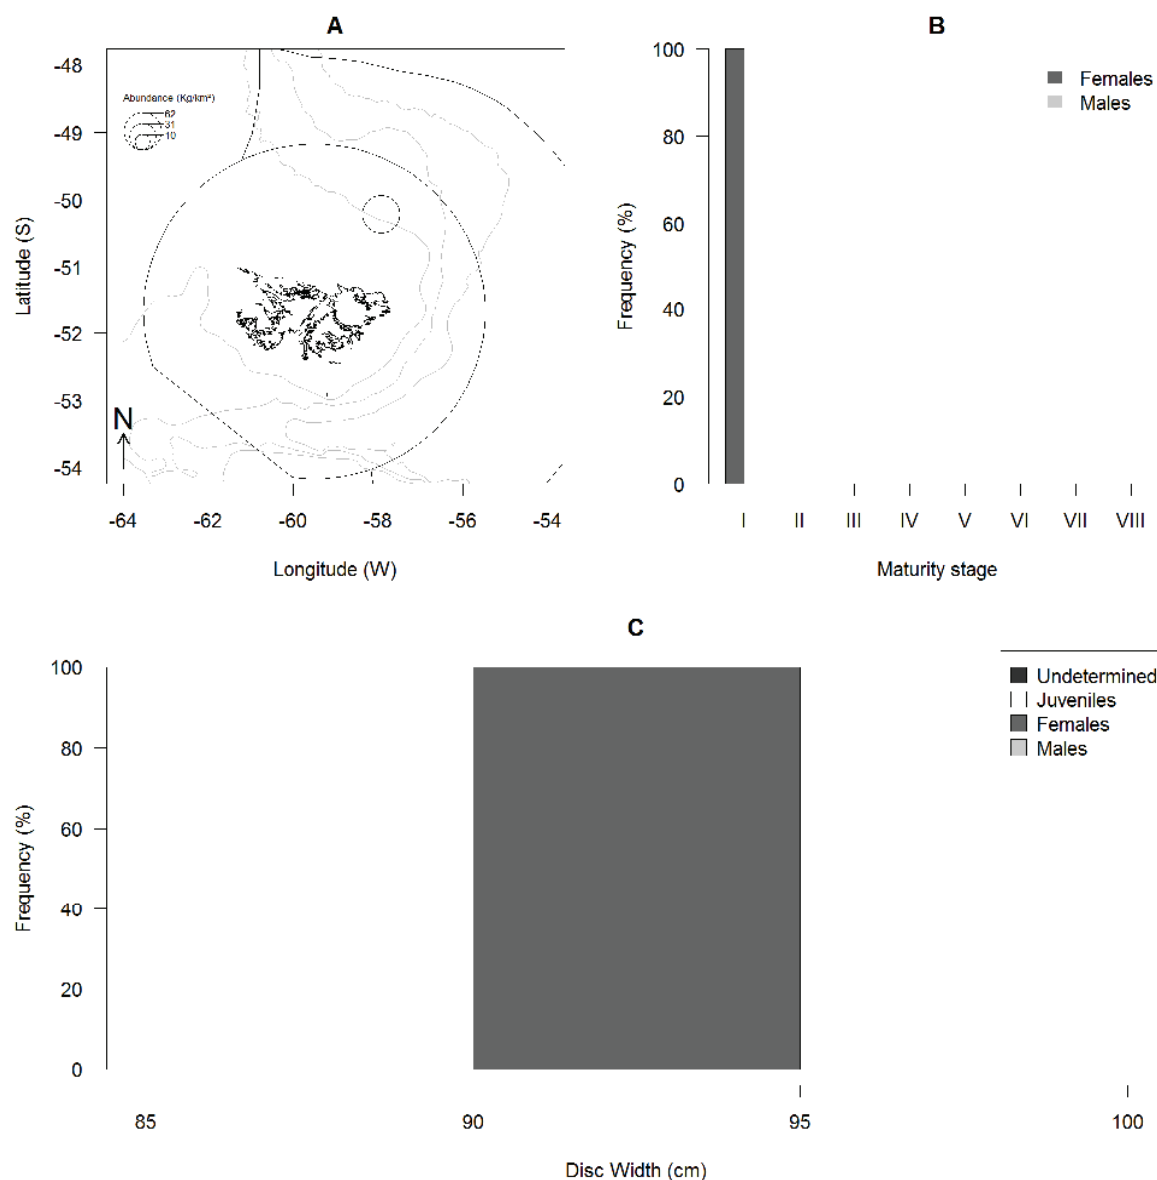 A
Abundance (Kg/km²)
62
31
10
-48
-49
-50
-51
-52
-53
-54
Latitude (S)
N
-64
-62
-60
-58
-56
-54
Longitude (W)
B
Females
Males
100
80
60
40
20
0
Frequency (%)
I II III IV V VI VII VIII
Maturity stage
C
Undetermined
Juveniles
Females
Males
100
80
60
40
20
0
Frequency (%)
85 90 95 100
Disc Width (cm)